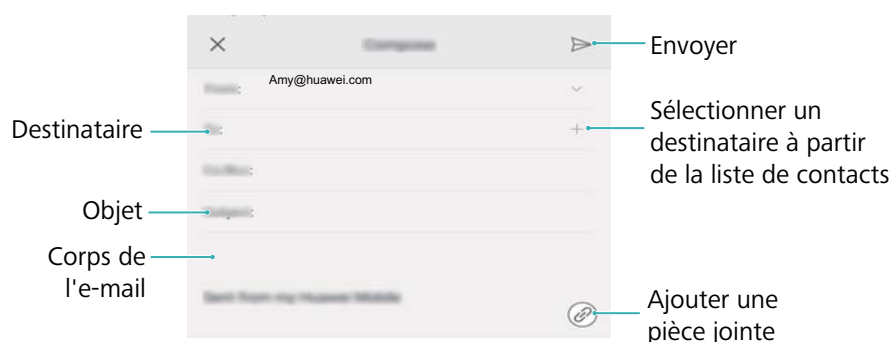 Envoyer
Amy@huawei.com
Destinataire
Sélectionner un
destinataire à partir
de la liste de contacts
Objet
Corps de
l'e-mail
Ajouter une
pièce jointe